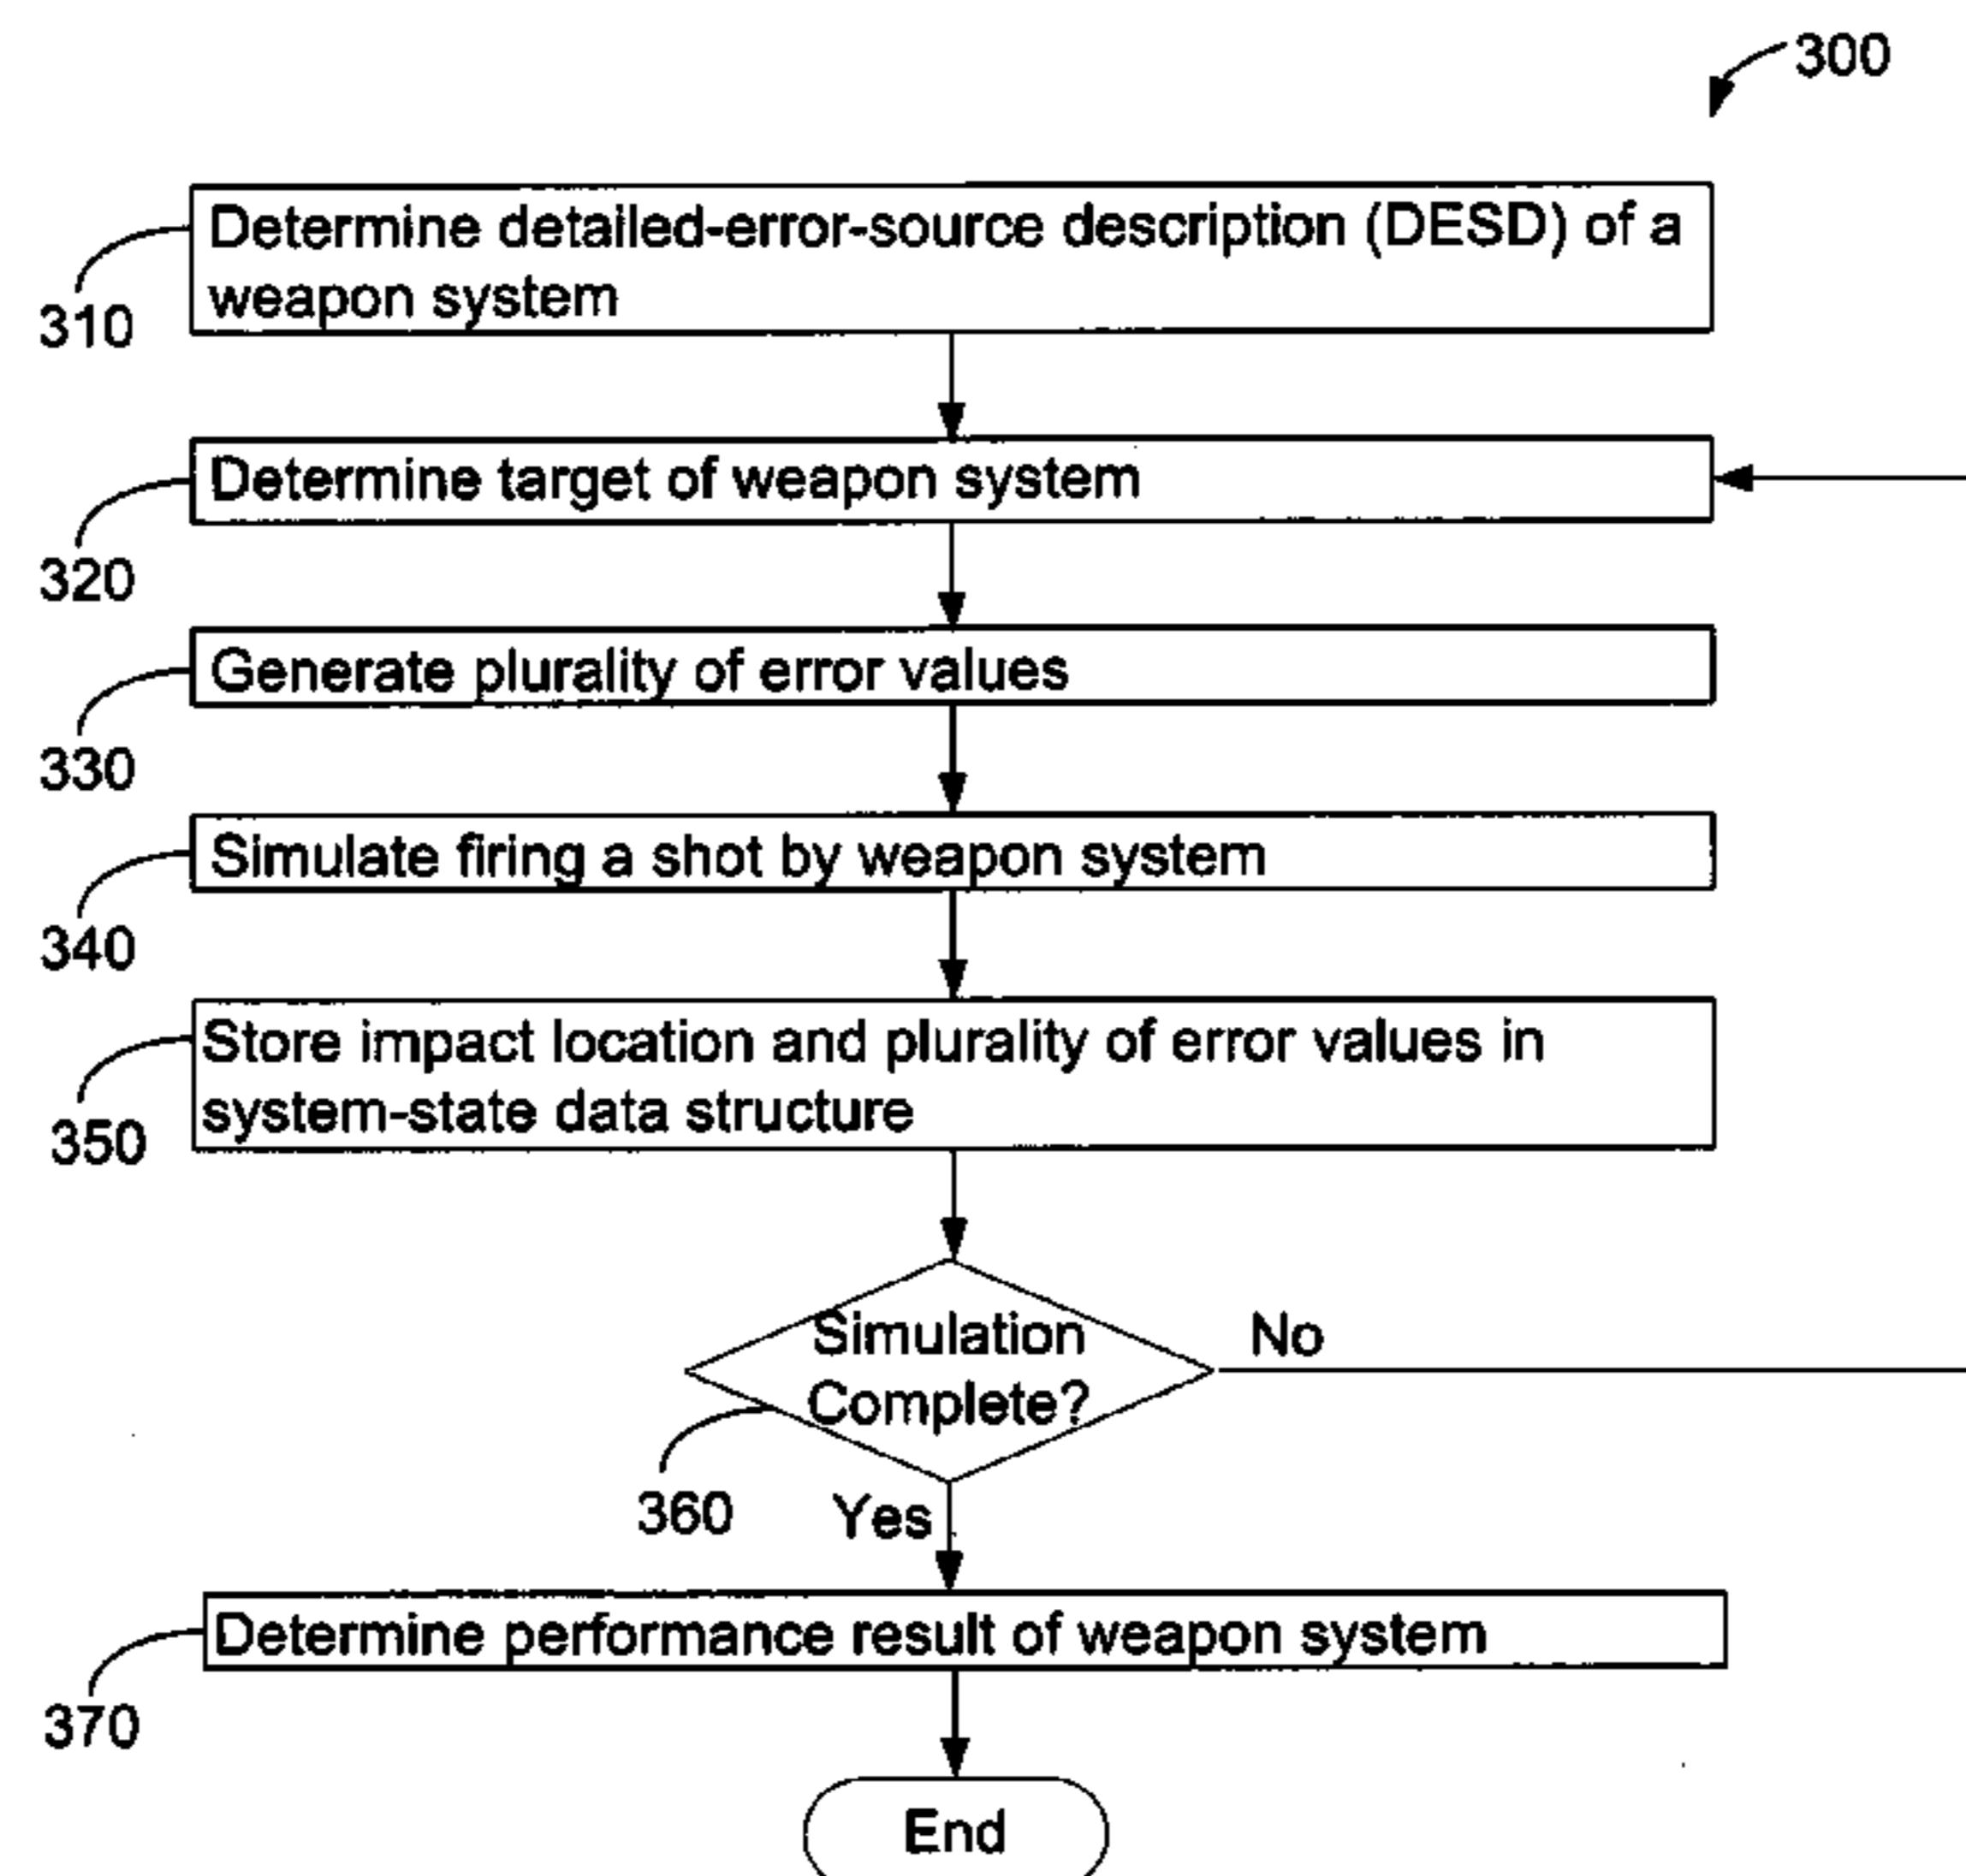 300
Determine detailed-error-source description (DESD) of a
weapon system
310
Determine target of weapon system
320
Generate plurality of error values
330
Simulate firing a shot by weapon system
340
Store impact location and plurality of error values in
system-state data structure
350
Simulation
Complete?
No
360
Yes
Determine performance result of weapon system
370
End